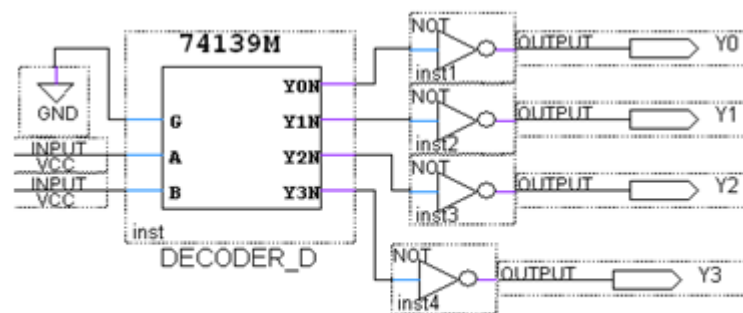 74139M
NOT
OUTPUT
Y0
Y0N
inst1
GND
NOT
OUTPUT
Y1
G
Y1N
inst2
INPUT
VCC
A
Y2N
NOT
OUTPUT
Y2
INPUT
VCC
B
Y3N
inst3
inst
DECODER_D
NOT
OUTPUT
Y3
inst4